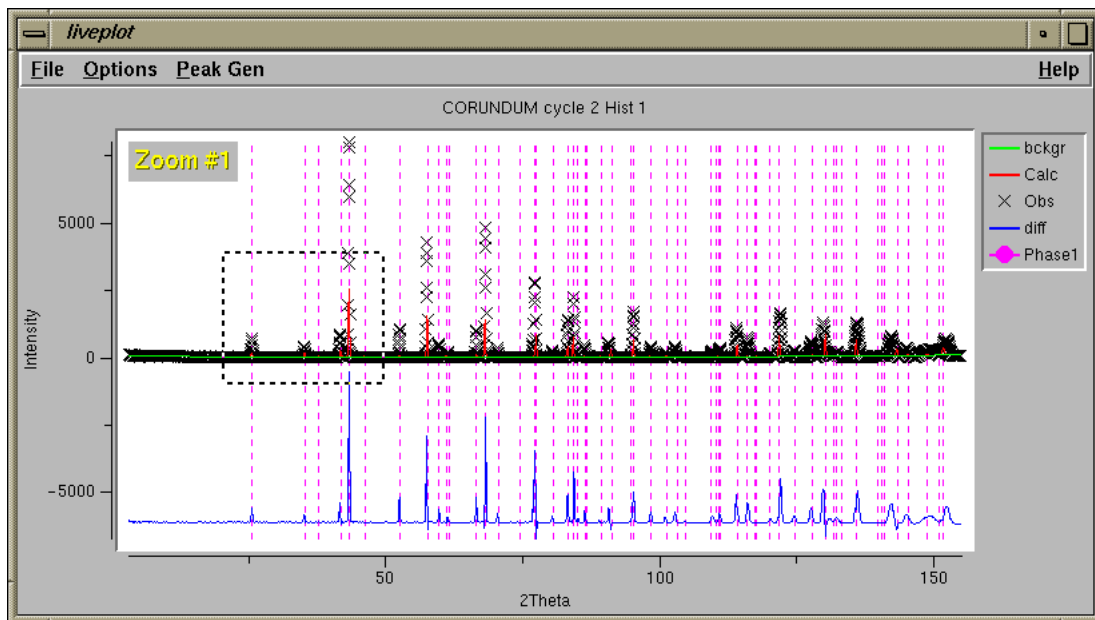 liveplot
File Options Peak Gen Help
CORUNDUM cycle 2 Hist 1
Zoom #1
bckgr
Calc
Obs
diff
Phase1
Intensity
5000
0
-5000
50 100 150
2Theta